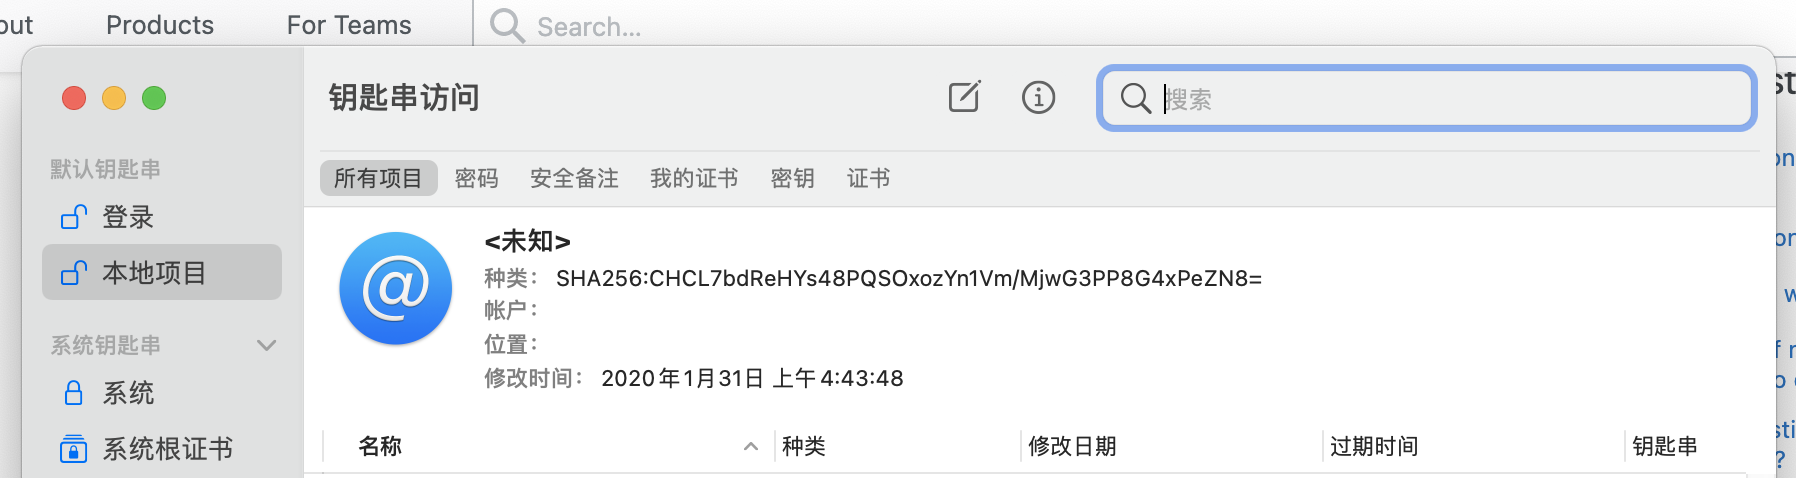 out Products For Teams Search...
钥匙串访问 搜索
默认钥匙串
登录
本地项目
系统钥匙串
系统
系统根证书
所有项目 密码 安全备注 我的证书 密钥 证书
<未知>
种类: SHA256:CHCL7bdReHYs48PQSOxozYn1Vm/MjwG3PP8G4xPeZN8=
帐户:
位置:
修改时间: 2020年1月31日 上午4:43:48
名称 种类 修改日期 过期时间 钥匙串